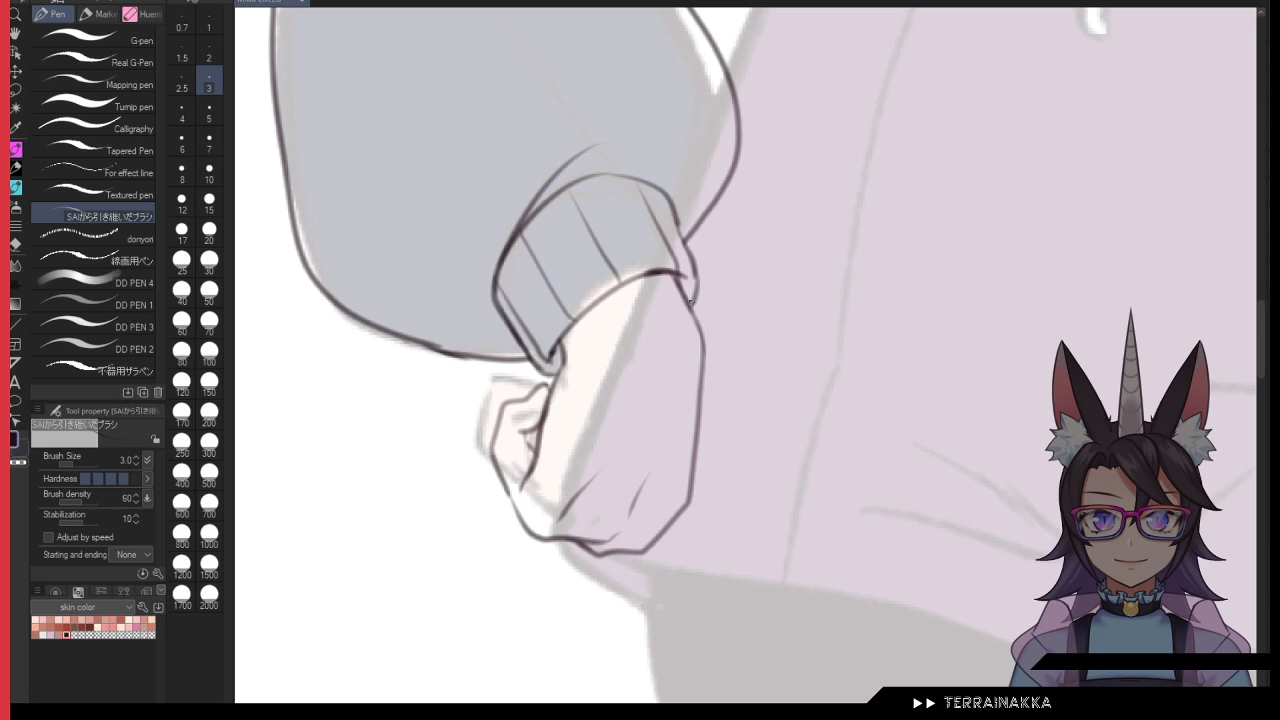 Pen
Marke
Huem
G-pen
Real G-Pen
Mapping pen
Turnip pen
Calligraphy
Tapered Pen
For effect line
Textured pen
SAIから引き継いだブラシ
donyori
線画用ペン
DD PEN 4
DD PEN 1
DD PEN 3
DD PEN 2
不器用ザラペン
0.7 1
1.5 2
2.5 3
4 5
6 7
8 10
12 15
17 20
25 30
40 50
60 70
80 100
120 150
170 200
250 300
400 500
600 700
800 1000
1200 1500
1700 2000
Tool property [SAIから引き継
SAIから引き継いだブラシ
Brush Size 3.0
Hardness
Brush density 60
Stabilization 10
Adjust by speed
Starting and ending None
skin color
TERRAINAKKA